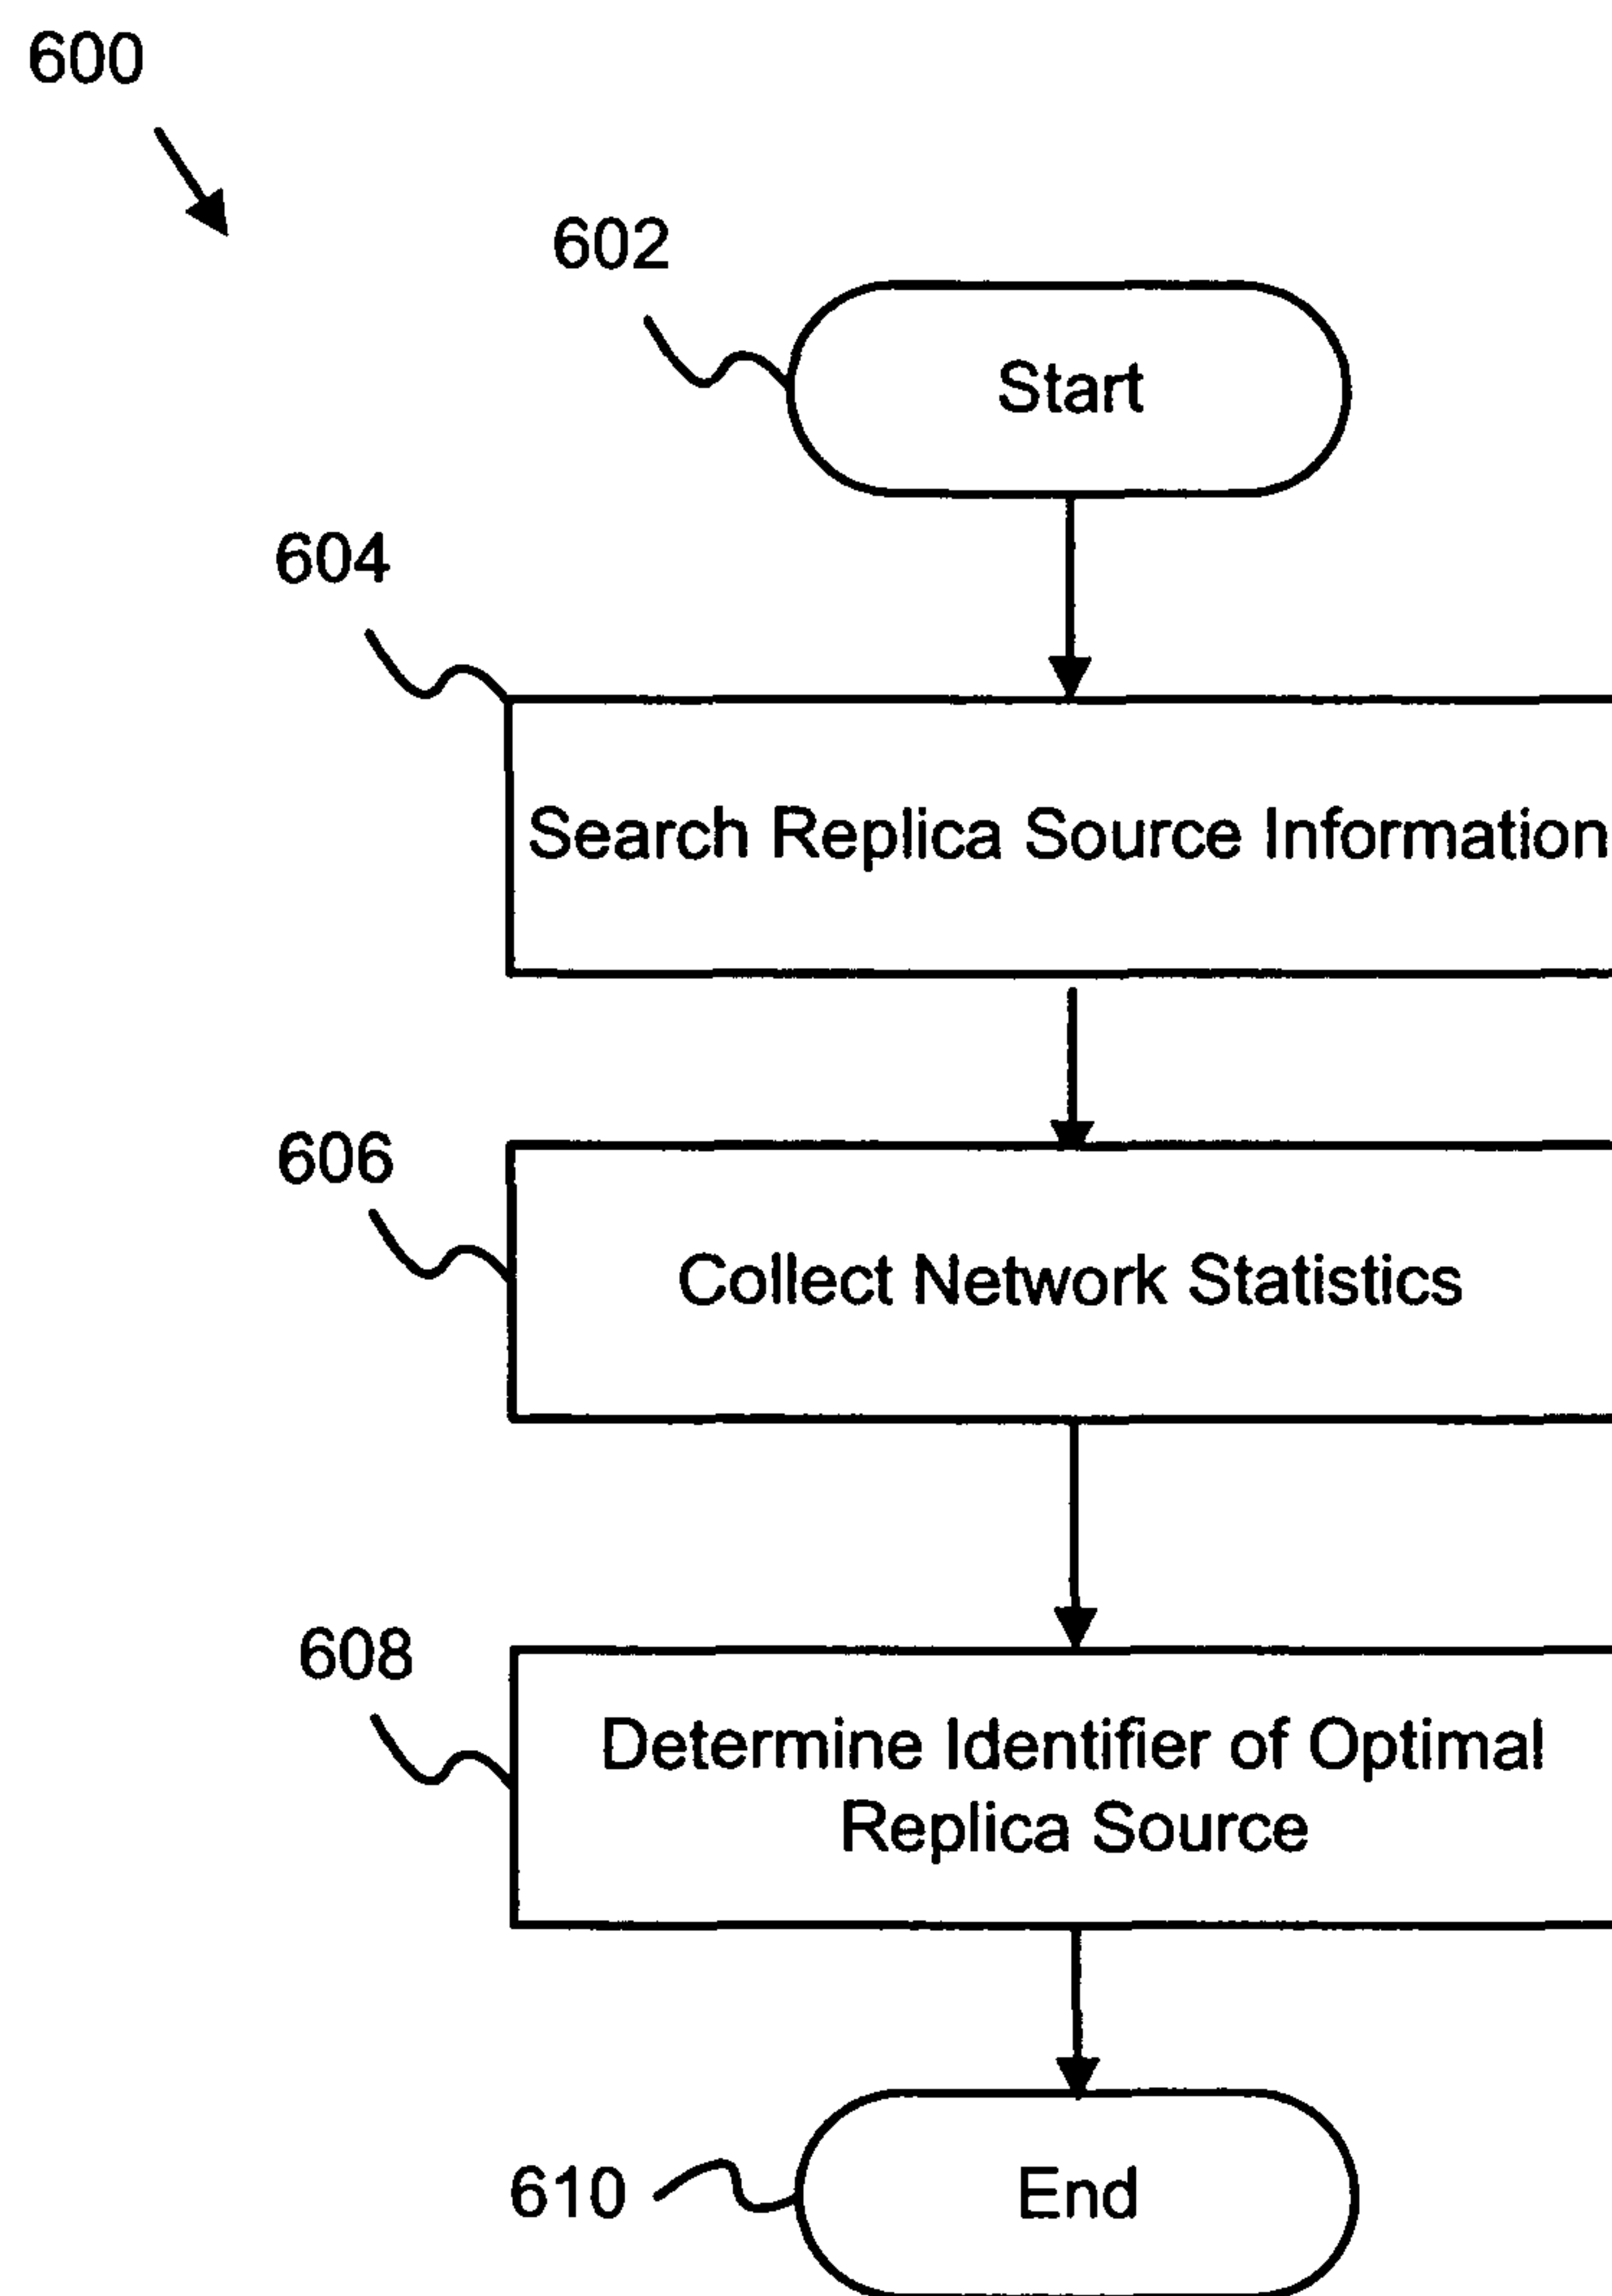 600
602
Start
604
Search Replica Source Information
606
Collect Network Statistics
608
Determine Identifier of Optimal
Replica Source
610
End